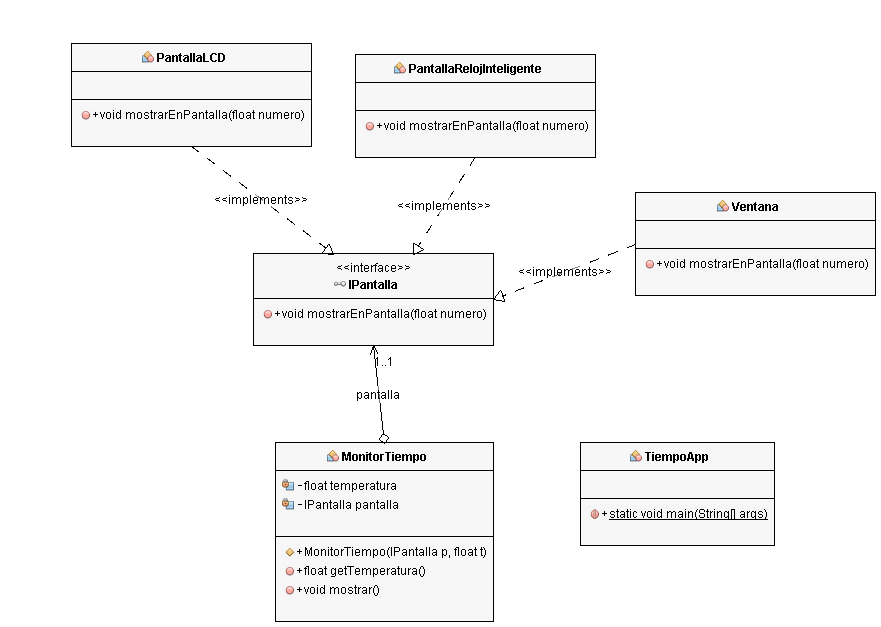 PantallaLCD
+void mostrarEnPantalla(float numero)
PantallaRelojInteligente
+void mostrarEnPantalla(float numero)
<<implements>>
<<implements>>
Ventana
+void mostrarEnPantalla(float numero)
<<implements>>
<<interface>>
IPantalla
+void mostrarEnPantalla(float numero)
1..1
pantalla
MonitorTiempo
-float temperatura
-IPantalla pantalla
+MonitorTiempo(IPantalla p, float t)
+float getTemperatura()
+void mostrar()
TiempoApp
+static void main(String[] args)